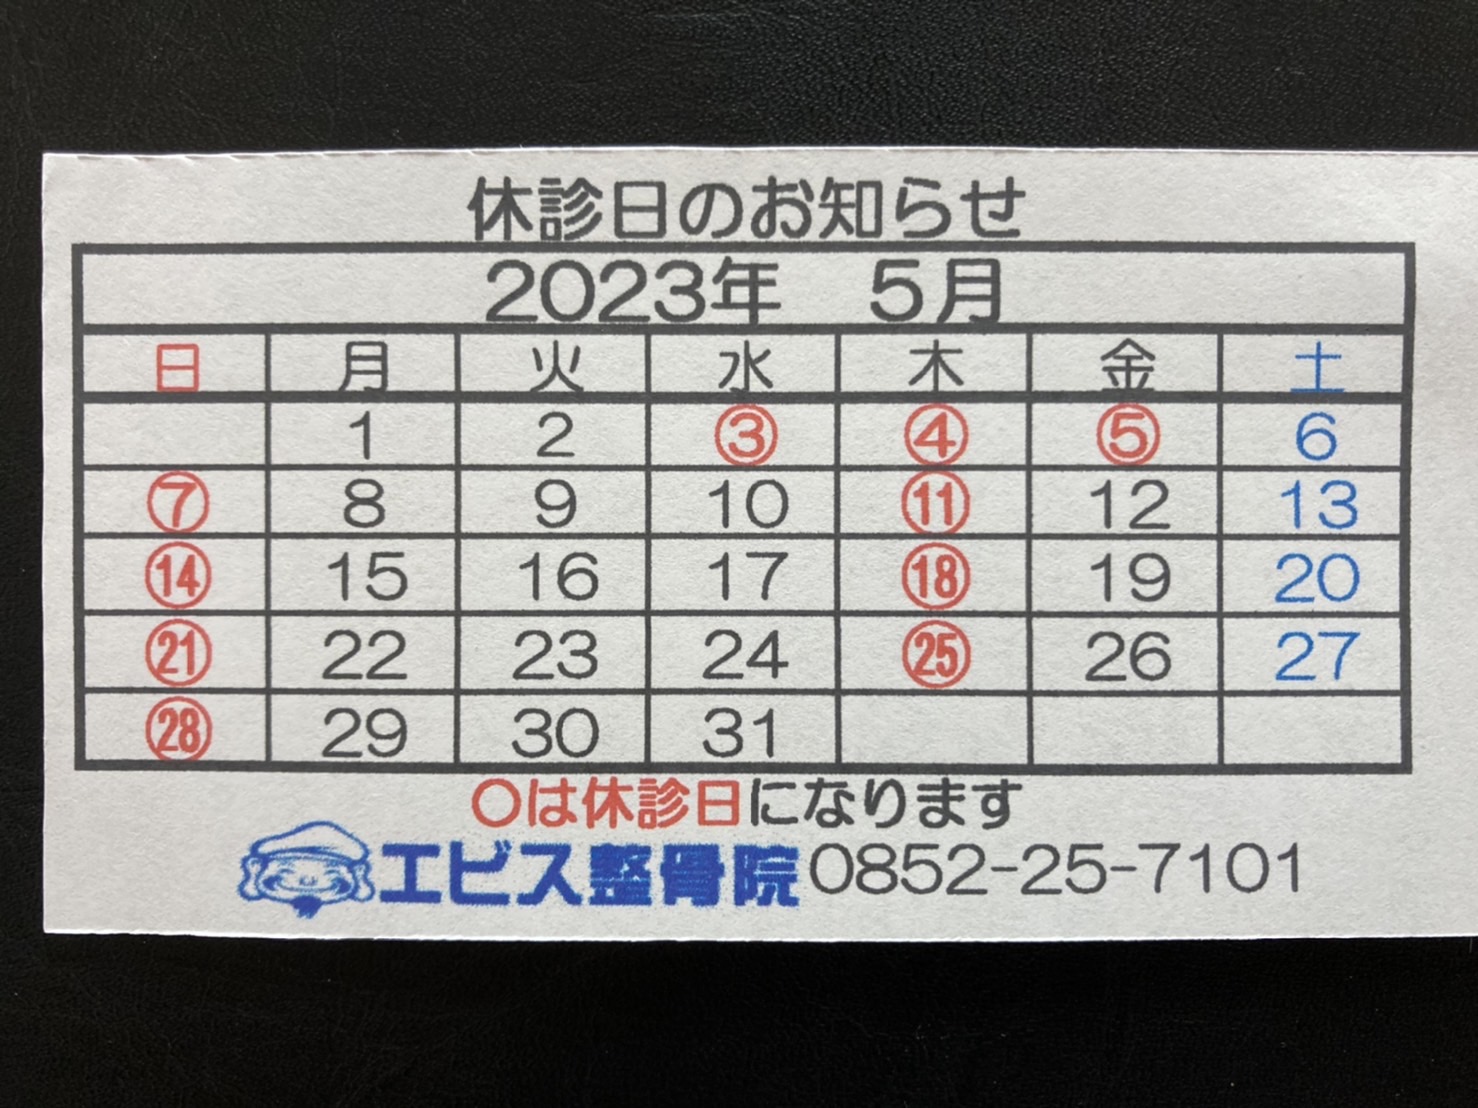 休診日のお知らせ
2023年　5月
日 月 火 水 木 金 土
1 2 ③ ④ ⑤ 6
⑦ 8 9 10 ⑪ 12 13
⑭ 15 16 17 ⑱ 19 20
㉑ 22 23 24 ㉕ 26 27
㉘ 29 30 31
〇は休診日になります
エビス整骨院 0852-25-7101